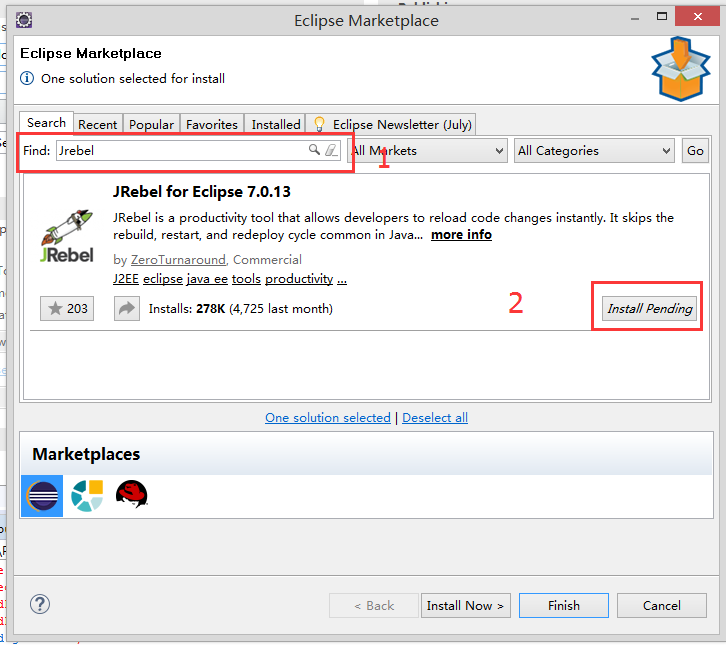 Eclipse Marketplace
Eclipse Marketplace
One solution selected for install
Search Recent Popular Favorites Installed Eclipse Newsletter (July)
Find: Jrebel All Markets All Categories Go
1
JRebel for Eclipse 7.0.13
JRebel is a productivity tool that allows developers to reload code changes instantly. It skips the
rebuild, restart, and redeploy cycle common in Java... more info
JRebel
by ZeroTurnaround, Commercial
J2EE eclipse java ee tools productivity ...
203 Installs: 278K (4,725 last month) 2 Install Pending
One solution selected | Deselect all
Marketplaces
< Back Install Now > Finish Cancel